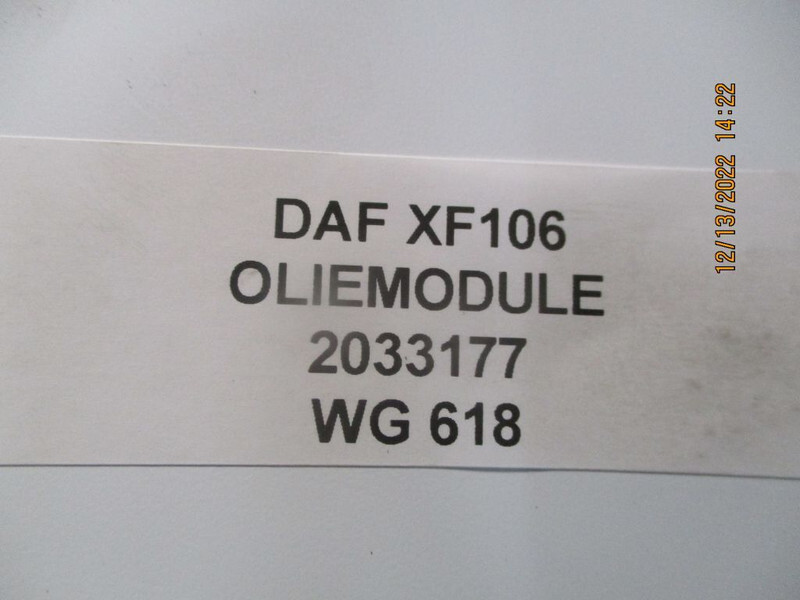 DAF XF106
OLIEMODULE
2033177
WG 618
12/13/2022 14:22